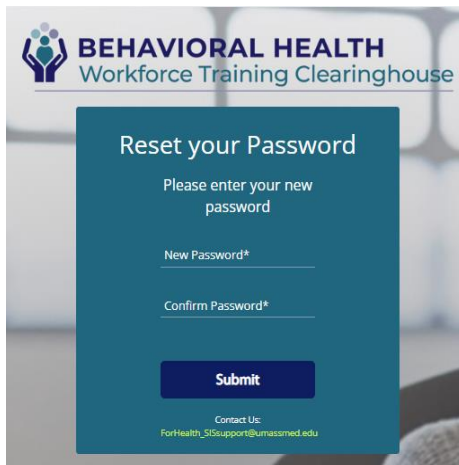 BEHAVIORAL HEALTH
Workforce Training Clearinghouse
Reset your Password
Please enter your new
password
New Password*
Confirm Password*
Submit
Contact Us:
ForHealth_SISsupport@umassmed.edu